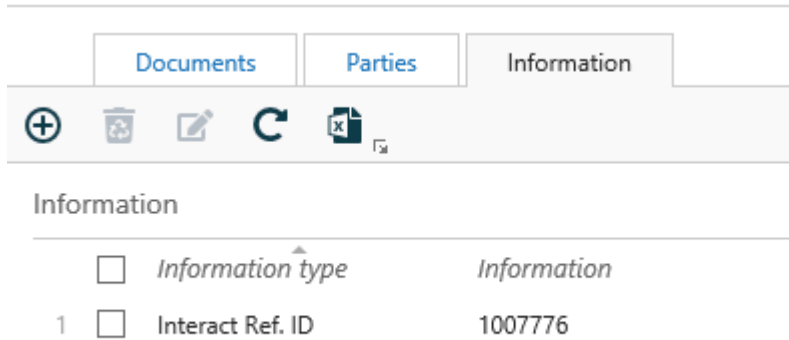 Documents Parties Information
Information
Information type Information
1 Interact Ref. ID 1007776